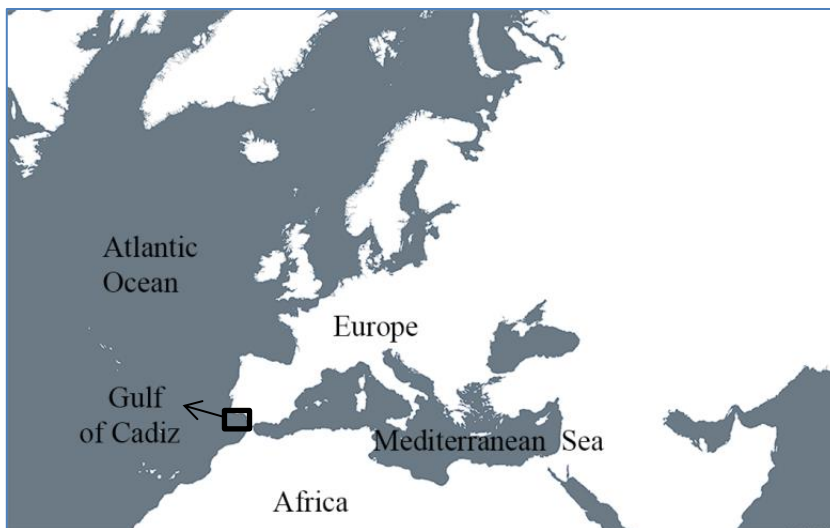 Atlantic
Ocean
Europe
Gulf
of Cadiz
Mediterranean Sea
Africa